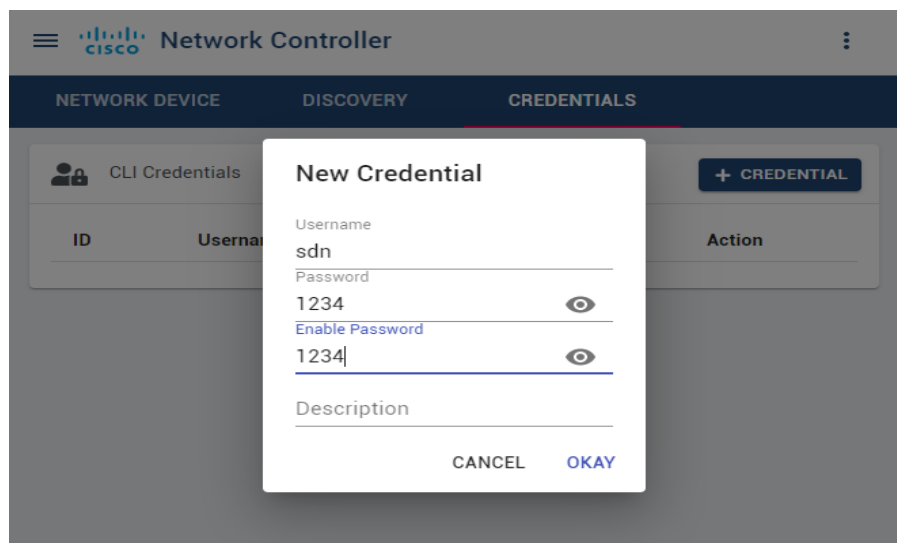 cisco Network Controller
NETWORK DEVICE DISCOVERY CREDENTIALS
CLI Credentials + CREDENTIAL
ID Userna Action
New Credential
Username
sdn
Password
1234
Enable Password
1234
Description
CANCEL OKAY